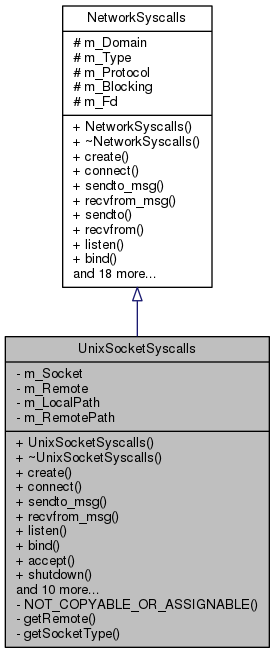 NetworkSyscalls
# m_Domain
# m_Type
# m_Protocol
# m_Blocking
# m_Fd
+ NetworkSyscalls()
+ ~NetworkSyscalls()
+ create()
+ connect()
+ sendto_msg()
+ recvfrom_msg()
+ sendto()
+ recvfrom()
+ listen()
+ bind()
and 18 more...
UnixSocketSyscalls
- m_Socket
- m_Remote
- m_LocalPath
- m_RemotePath
+ UnixSocketSyscalls()
+ ~UnixSocketSyscalls()
+ create()
+ connect()
+ sendto_msg()
+ recvfrom_msg()
+ listen()
+ bind()
+ accept()
+ shutdown()
and 10 more...
- NOT_COPYABLE_OR_ASSIGNABLE()
- getRemote()
- getSocketType()